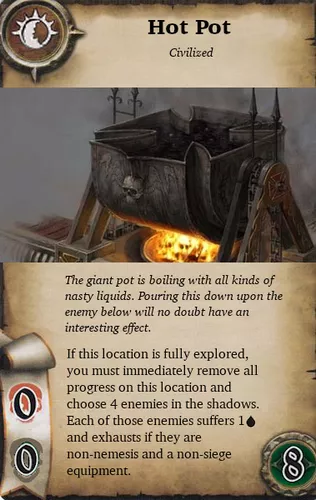 Hot Pot
Civilized
The giant pot is boiling with all kinds of
nasty liquids. Pouring this down upon the
enemy below will no doubt have an
interesting effect.
If this location is fully explored,
you must immediately remove all
progress on this location and
choose 4 enemies in the shadows.
Each of those enemies suffers 1
and exhausts if they are
non-nemesis and a non-siege
equipment.
0
0
8